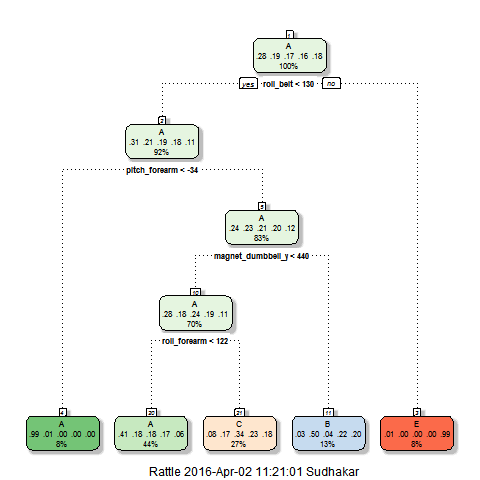 1
A
.28 .19 .17 .16 .18
100%
yes roll_belt < 130 no
2
A
.31 .21 .19 .18 .11
92%
pitch_forearm < -34
5
A
.24 .23 .21 .20 .12
83%
magnet_dumbbell_y < 440
10
A
.28 .18 .24 .19 .11
70%
roll_forearm < 122
4
A
.99 .01 .00 .00 .00
8%
20
A
.41 .18 .18 .17 .06
44%
21
C
.08 .17 .34 .23 .18
27%
11
B
.03 .50 .04 .22 .20
13%
3
E
.01 .00 .00 .00 .99
8%
Rattle 2016-Apr-02 11:21:01 Sudhakar